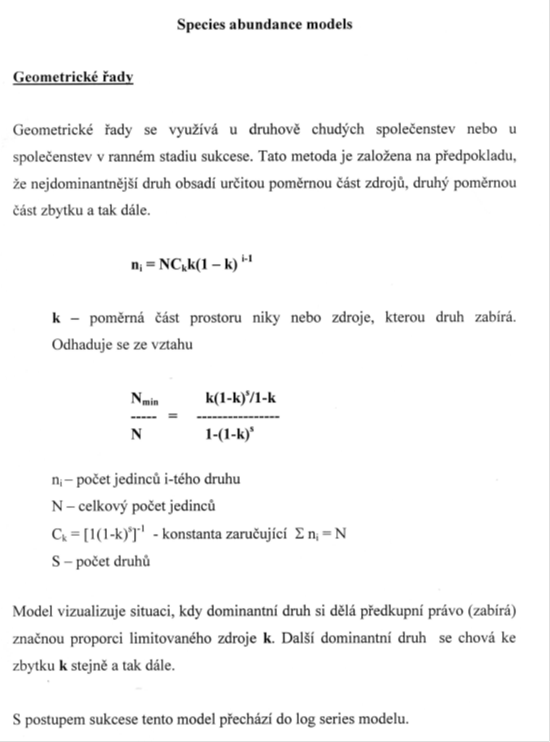 Species abundance models
Geometrické řady
Geometrické řady se využívá u druhově chudých společenstev nebo u
společenstev v ranném stadiu sukcese. Tato metoda je založena na předpokladu,
že nejdominantnější druh obsadí určitou poměrnou část zdrojů, druhý poměrnou
část zbytku a tak dále.
nᵢ = NCₖk(1 – k) ⁱ⁻¹
k – poměrná část prostoru niky nebo zdroje, kterou druh zabírá.
Odhaduje se ze vztahu
Nmin k(1-k)ˢ/1-k
----- = ----------------
N 1-(1-k)ˢ
nᵢ – počet jedinců i-tého druhu
N – celkový počet jedinců
Cₖ = [1(1-k)ˢ]⁻¹ - konstanta zaručující Σ nᵢ = N
S – počet druhů
Model vizualizuje situaci, kdy dominantní druh si dělá předkupní právo (zabírá)
značnou proporci limitovaného zdroje k. Další dominantní druh se chová ke
zbytku k stejně a tak dále.
S postupem sukcese tento model přechází do log series modelu.